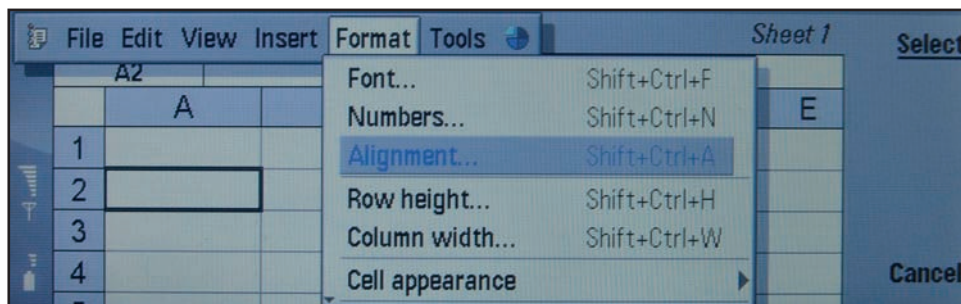 File Edit View Insert Format Tools Sheet 1 Select
A2
Font... Shift+Ctrl+F
A E
Numbers... Shift+Ctrl+N
1
Alignment... Shift+Ctrl+A
2
Row height... Shift+Ctrl+H
3
Column width... Shift+Ctrl+W
4
Cell appearance
Cancel